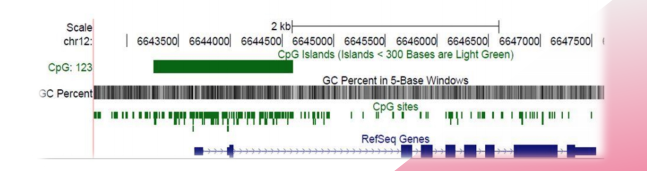 Scale 2 kb
chr12: 6643500 6644000 6644500 6645000 6645500 6646000 6646500 6647000 6647500
CpG Islands (Islands < 300 Bases are Light Green)
CpG: 123
GC Percent in 5-Base Windows
GC Percent
CpG sites
RefSeq Genes